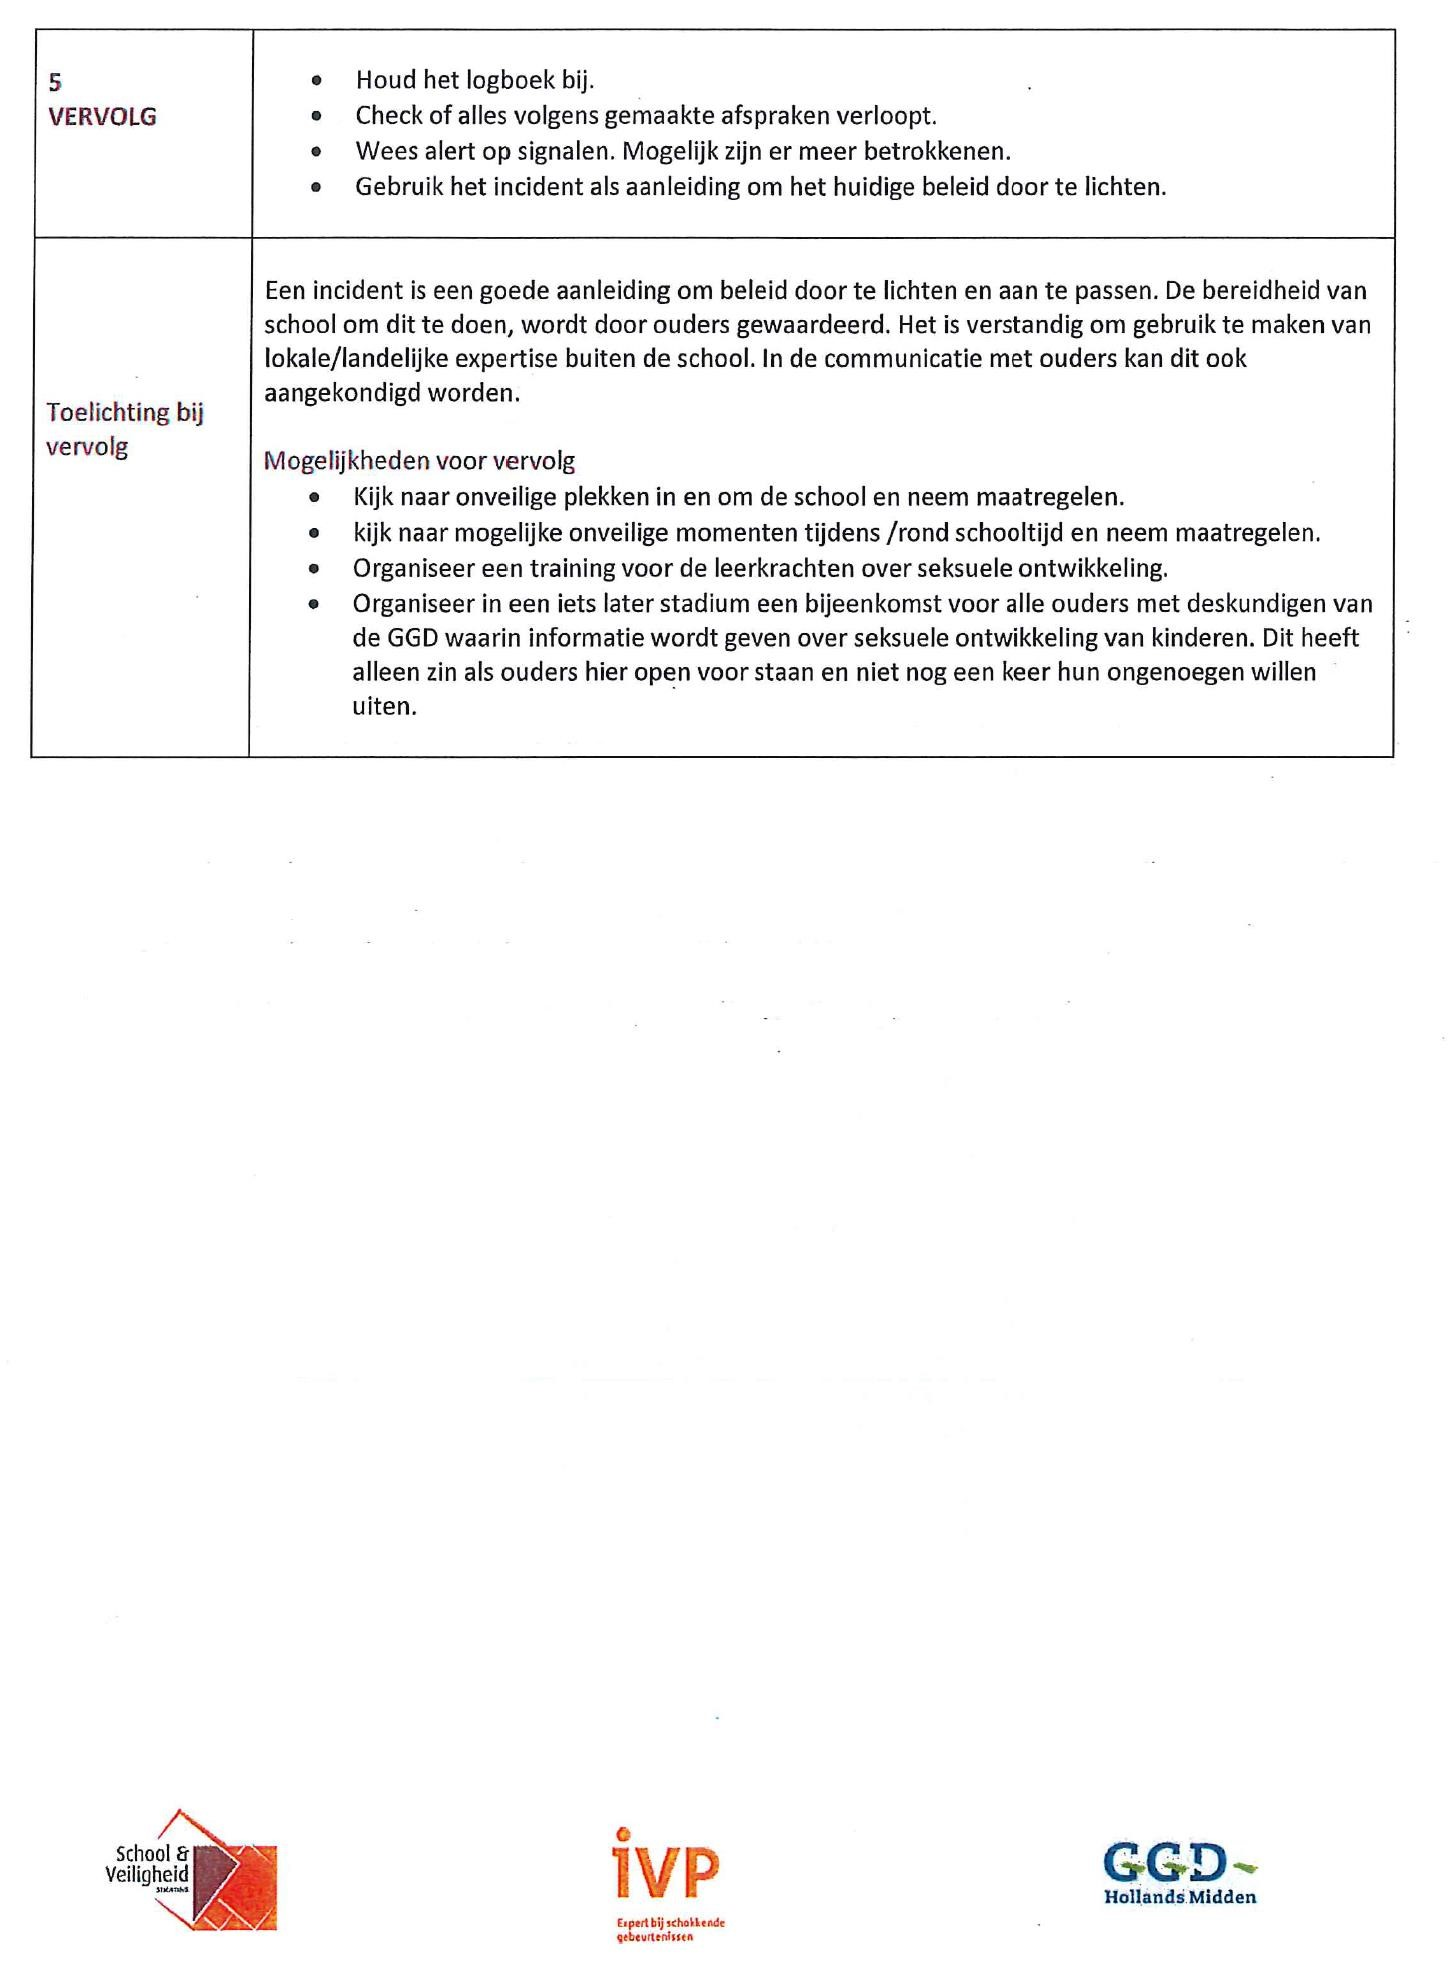 5
VERVOLG
• Houd het logboek bij.
• Check of alles volgens gemaakte afspraken verloopt.
• Wees alert op signalen. Mogelijk zijn er meer betrokkenen.
• Gebruik het incident als aanleiding om het huidige beleid door te lichten.
Toelichting bij
vervolg
Een incident is een goede aanleiding om beleid door te lichten en aan te passen. De bereidheid van
school om dit te doen, wordt door ouders gewaardeerd. Het is verstandig om gebruik te maken van
lokale/landelijke expertise buiten de school. In de communicatie met ouders kan dit ook
aangekondigd worden.
Mogelijkheden voor vervolg
• Kijk naar onveilige plekken in en om de school en neem maatregelen.
• kijk naar mogelijke onveilige momenten tijdens /rond schooltijd en neem maatregelen.
• Organiseer een training voor de leerkrachten over seksuele ontwikkeling.
• Organiseer in een iets later stadium een bijeenkomst voor alle ouders met deskundigen van
de GGD waarin informatie wordt geven over seksuele ontwikkeling van kinderen. Dit heeft
alleen zin als ouders hier open voor staan en niet nog een keer hun ongenoegen willen
uiten.
School &
Veiligheid
iVP
Expert bij schokkende
gebeurtenissen
GGD
Hollands Midden